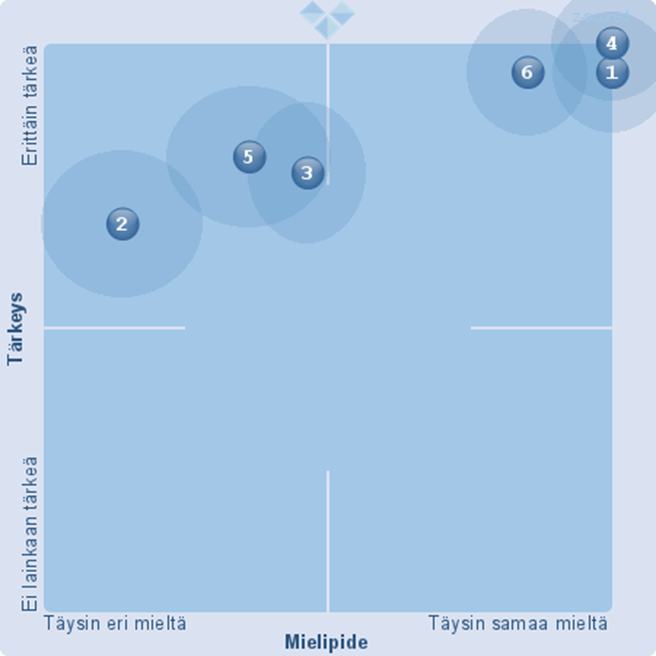 4
6
1
5
3
2
Erittäin tärkeä
Tärkeys
Ei lainkaan tärkeä
Täysin eri mieltä
Täysin samaa mieltä
Mielipide